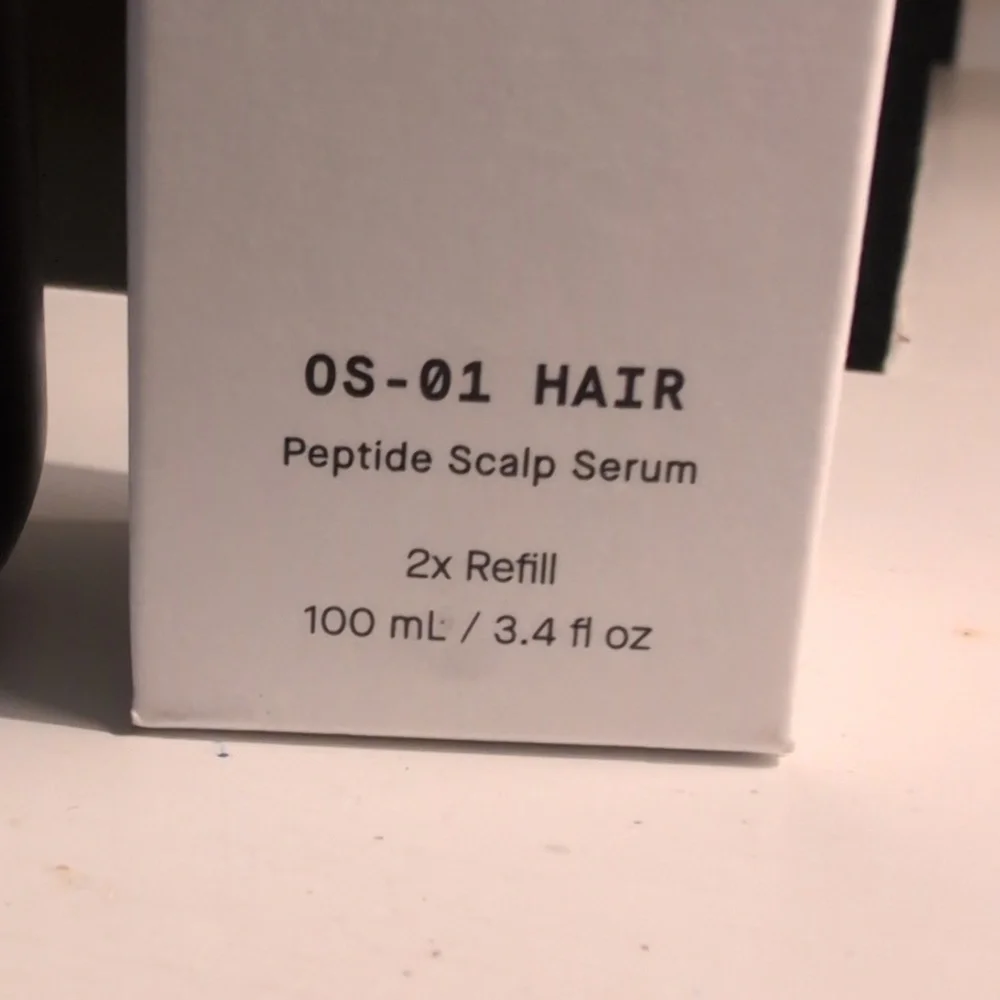 OS-01 HAIR
Peptide Scalp Serum
2x Refill
100 mL / 3.4 fl oz